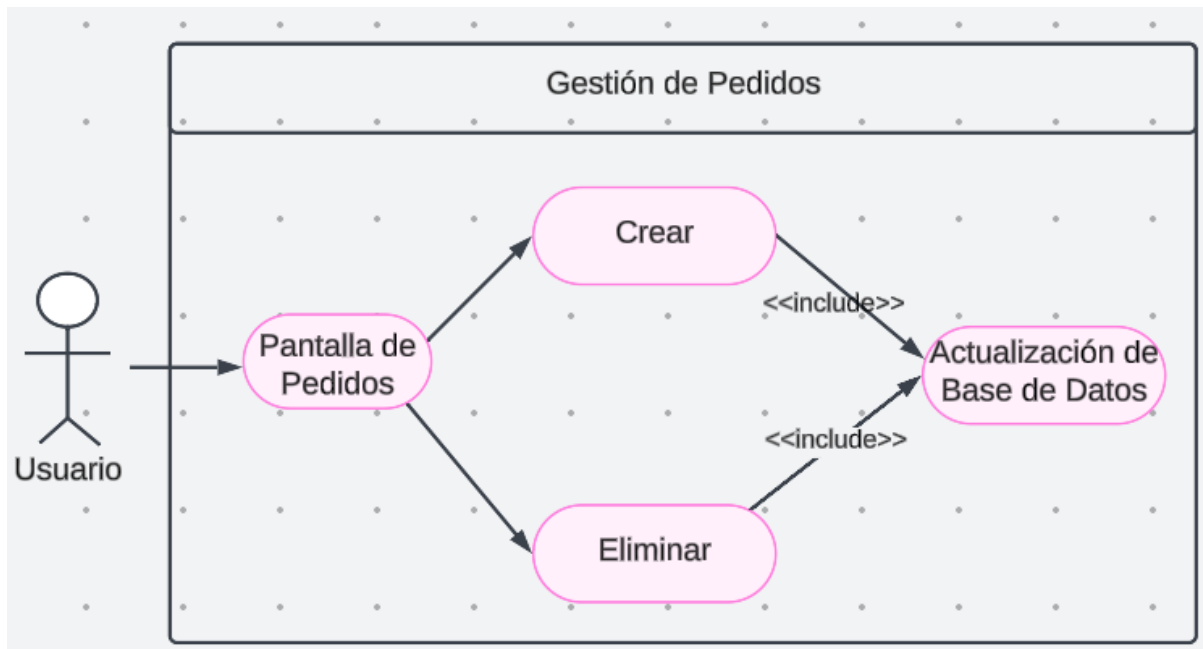 Gestión de Pedidos
Crear
<<include>>
Pantalla de
Pedidos
Actualización de
Base de Datos
<<include>>
Usuario
Eliminar